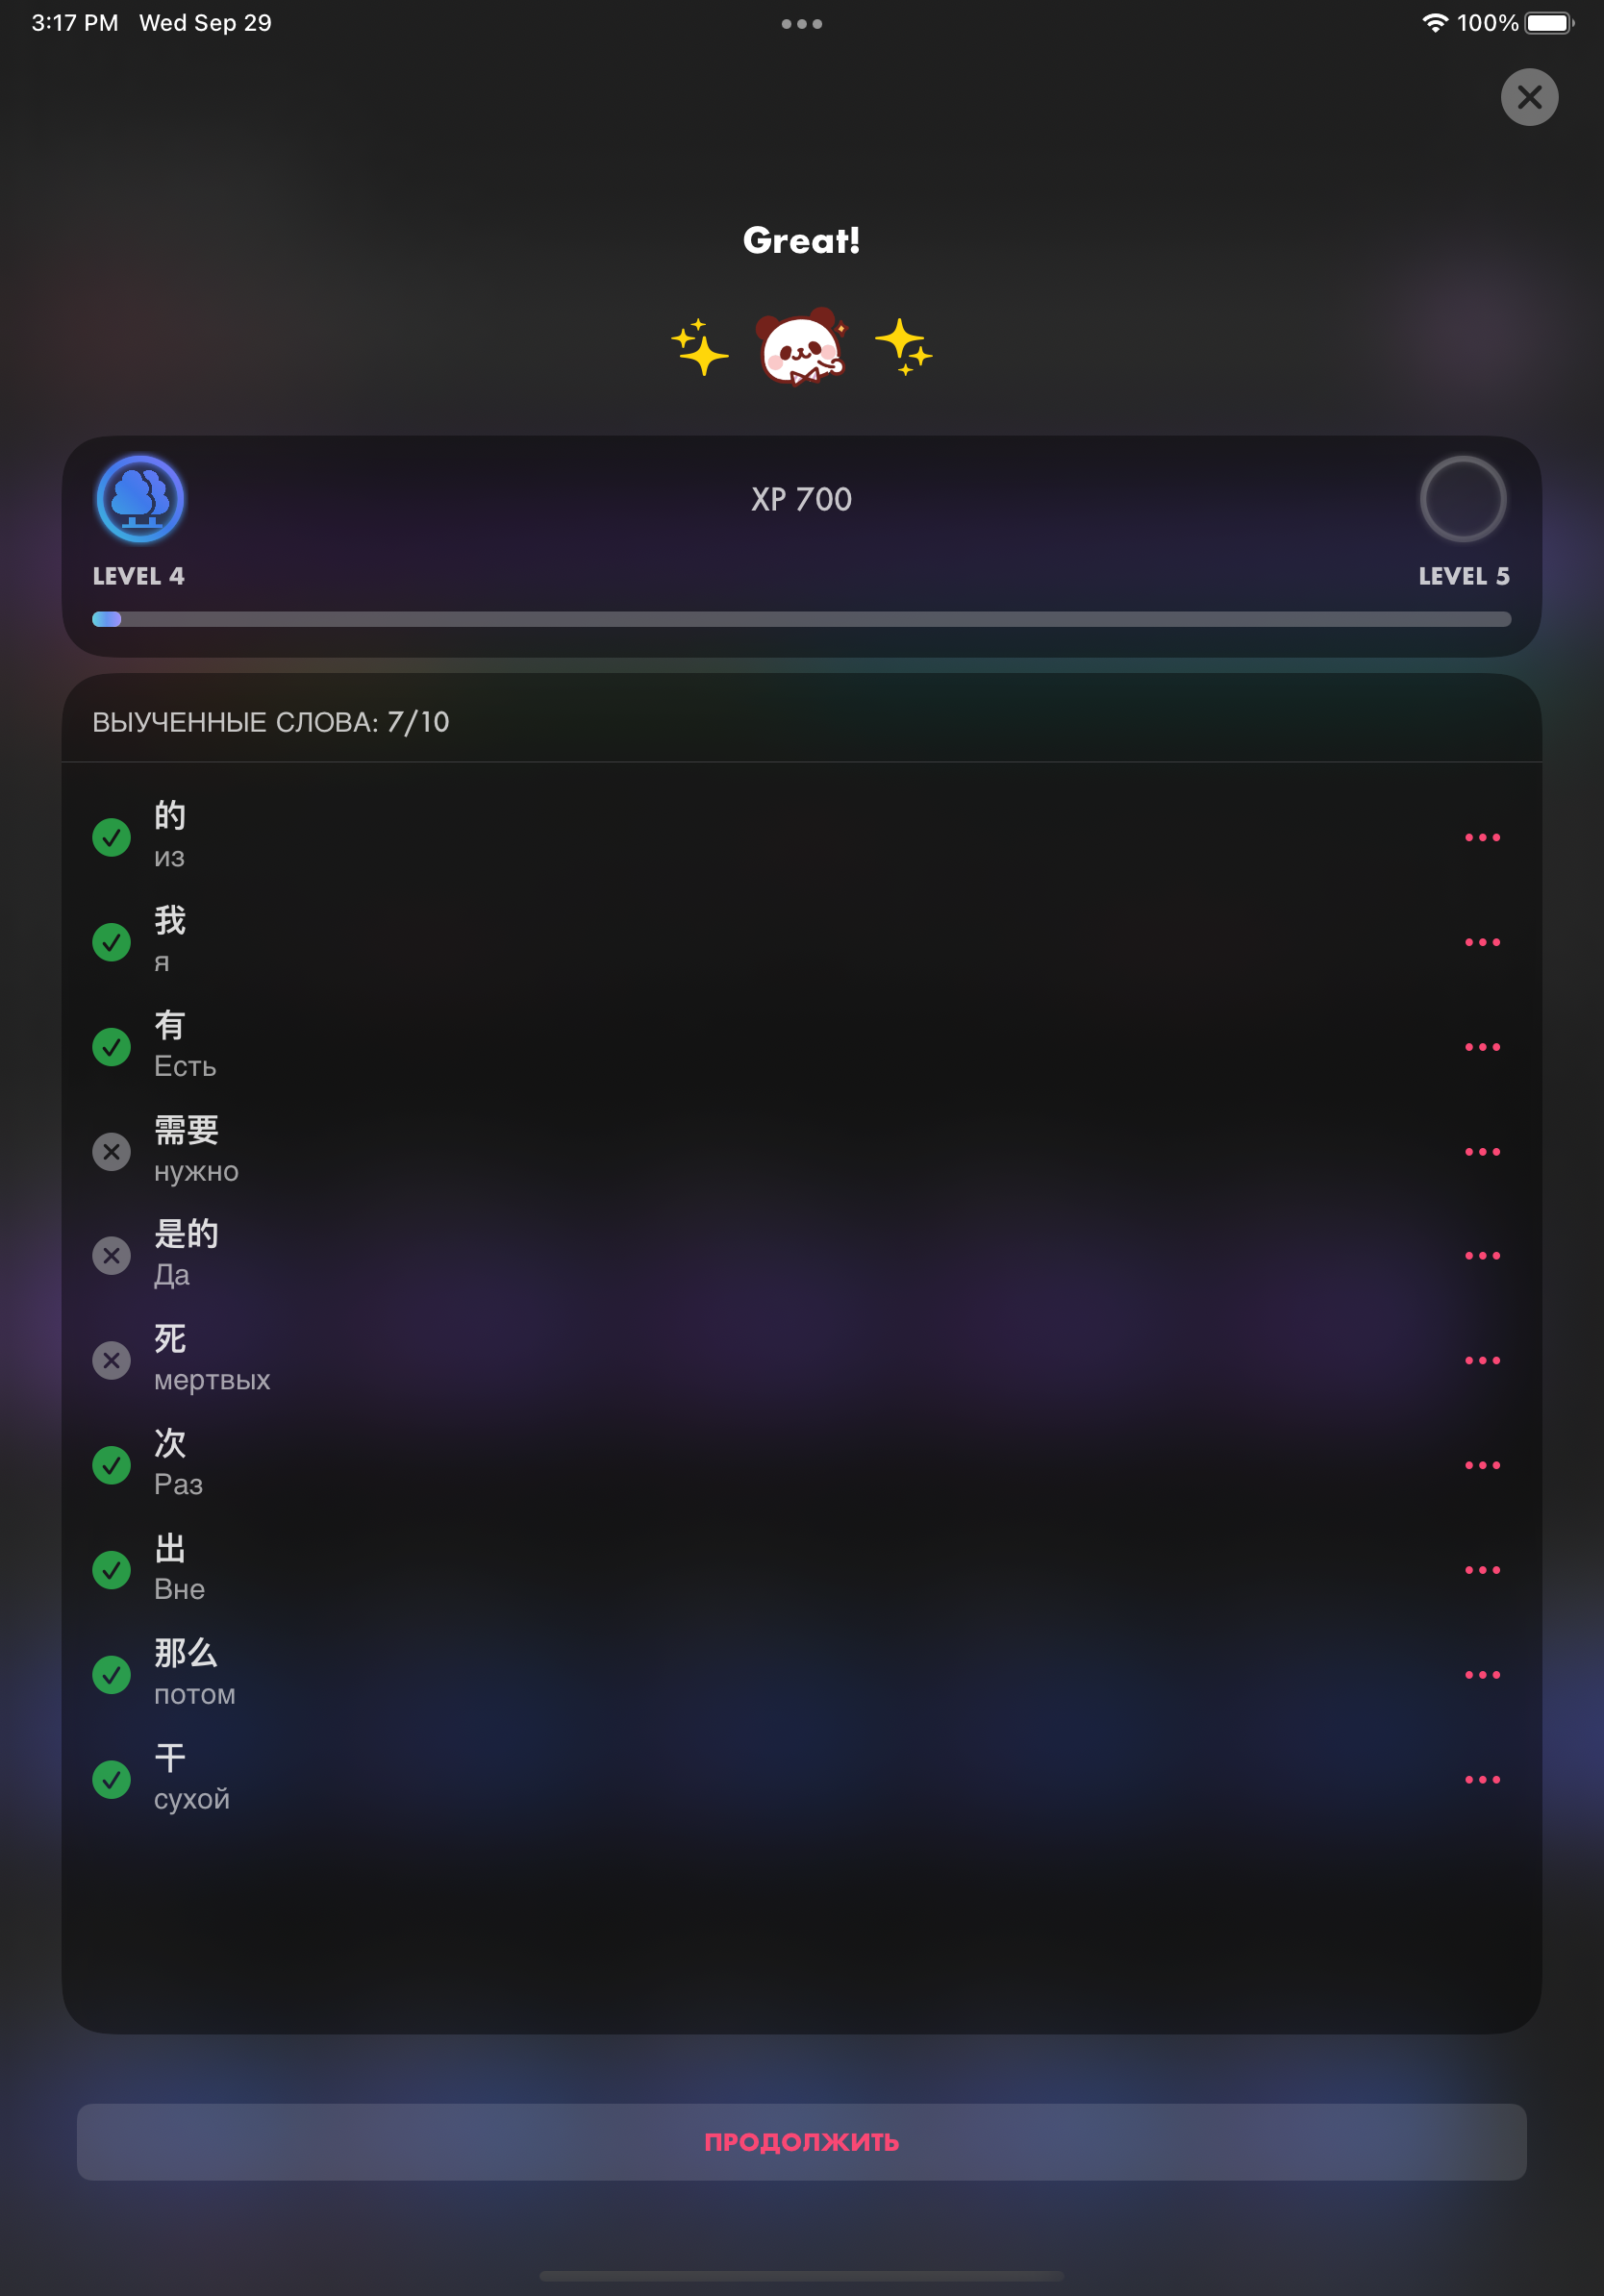 3:17 PM Wed Sep 29 100%
Great!
XP 700
LEVEL 4 LEVEL 5
ВЫУЧЕННЫЕ СЛОВА: 7/10
的
из
我
я
有
Есть
需要
нужно
是的
Да
死
мертвых
次
Раз
出
Вне
那么
потом
干
сухой
ПРОДОЛЖИТЬ